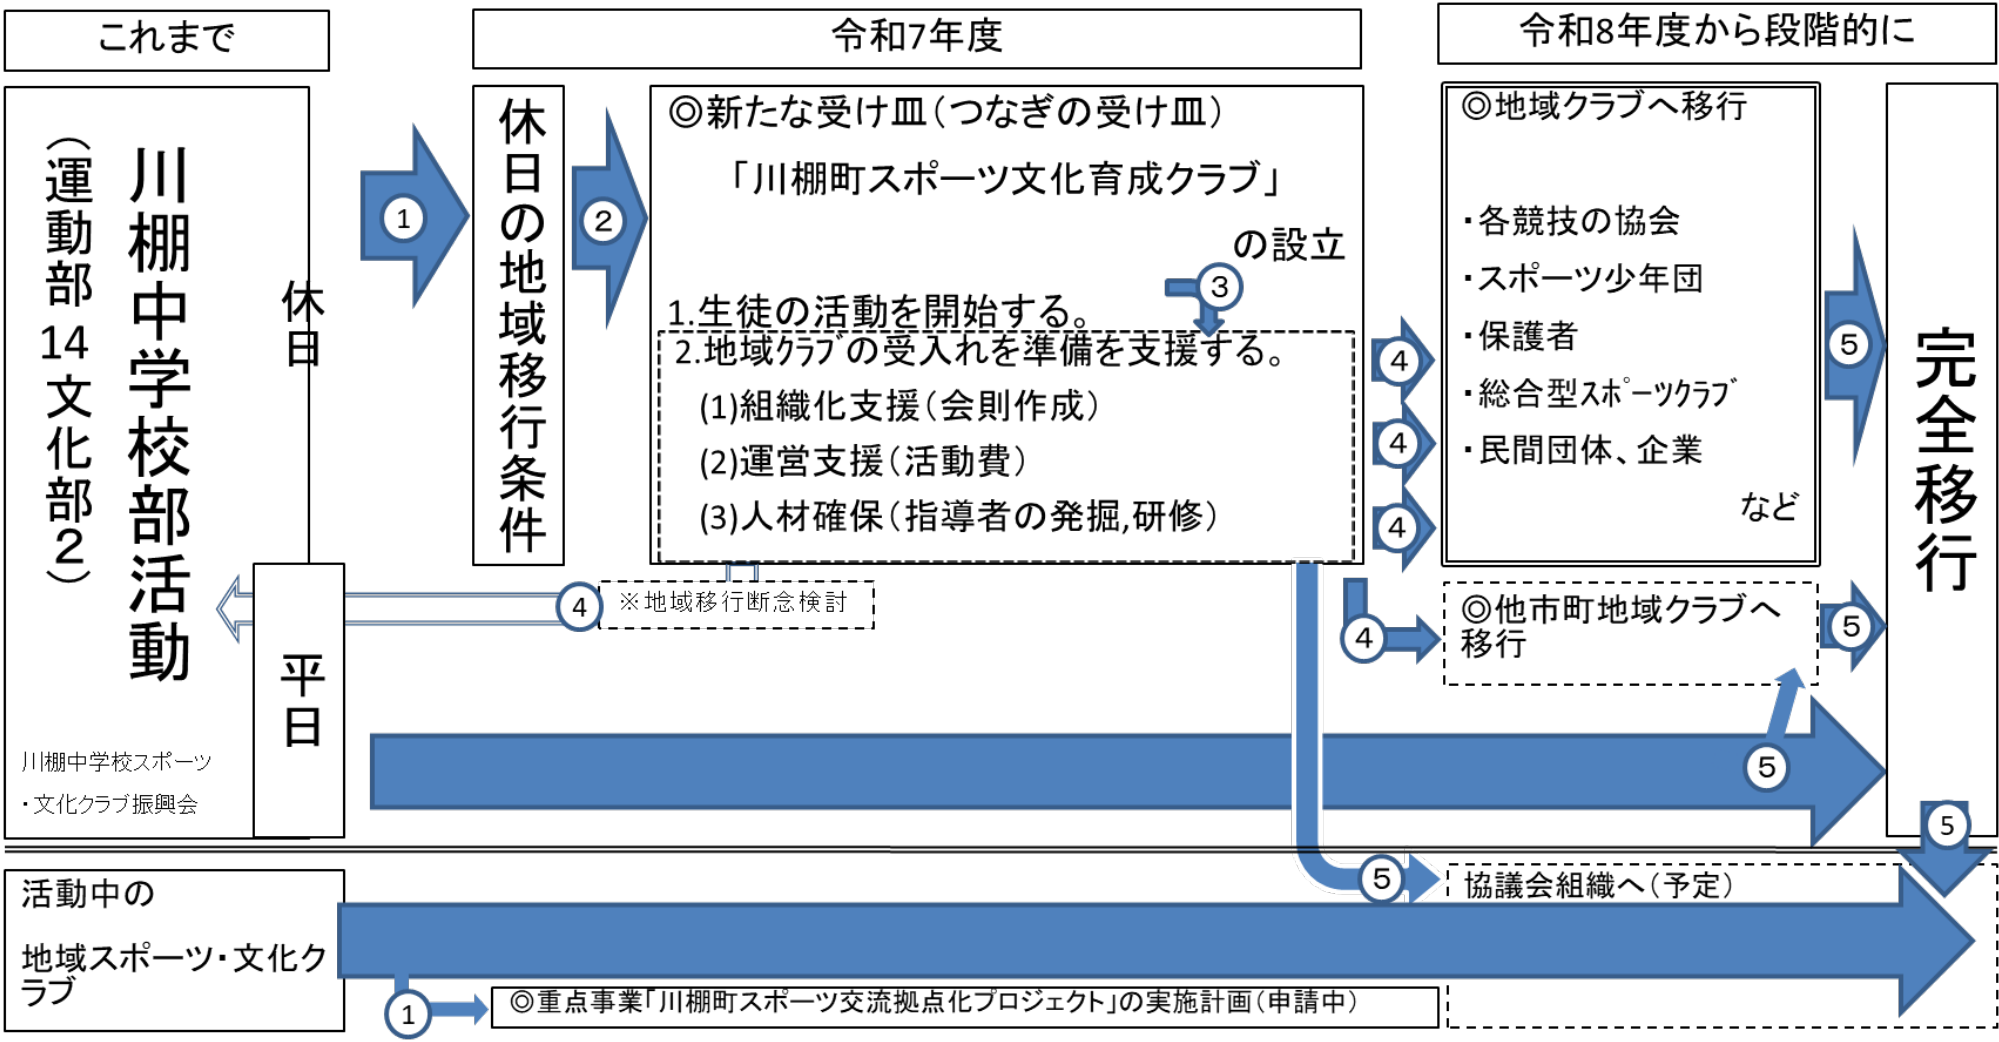 これまで
令和7年度
令和8年度から段階的に
川棚中学校部活動
（運動部 14 文化部２）
休日
平日
川棚中学校スポーツ
・文化クラブ振興会
①
休日の地域移行条件
②
◎新たな受け皿（つなぎの受け皿）
「川棚町スポーツ文化育成クラブ」
の設立
③
1.生徒の活動を開始する。
2.地域ｸﾗﾌﾞの受入れを準備を支援する。
(1)組織化支援（会則作成）
(2)運営支援（活動費）
(3)人材確保（指導者の発掘,研修）
④
※地域移行断念検討
④
④
④
④
◎地域クラブへ移行
・各競技の協会
・スポーツ少年団
・保護者
・総合型ｽﾎﾟｰﾂｸﾗﾌﾞ
・民間団体、企業
など
◎他市町地域クラブへ
移行
⑤
⑤
⑤
完全移行
⑤
活動中の
地域スポーツ・文化ク
ラブ
⑤
協議会組織へ（予定）
①
◎重点事業「川棚町スポーツ交流拠点化プロジェクト」の実施計画（申請中）